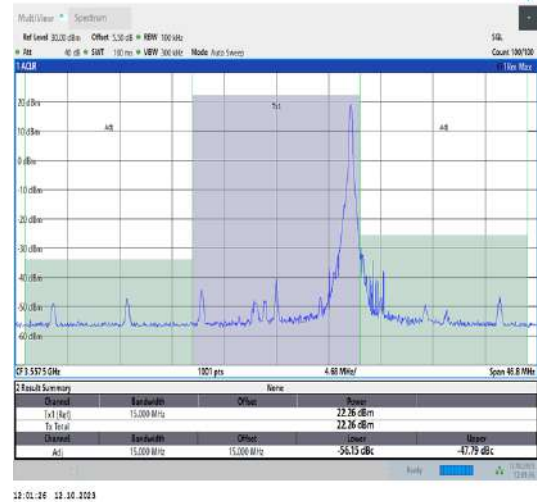 MultiView Spectrum
Ref Level 30.00 dBm Offset 5.50 dB RBW 100 kHz SGL
Att 40 dB SWT 100 ms VBW 300 kHz Mode Auto Sweep Count 100/100
1 ACLR 1Rm Max
20 dBm
Adj Tx1 Adj
10 dBm
0 dBm
-10 dBm
-20 dBm
-30 dBm
-40 dBm
-50 dBm
-60 dBm
CF 3.5575 GHz 1001 pts 4.68 MHz/ Span 46.8 MHz
2 Result Summary None
Channel Bandwidth Offset Power
Tx1 (Ref) 15.000 MHz 22.26 dBm
Tx Total 22.26 dBm
Channel Bandwidth Offset Lower Upper
Adj 15.000 MHz 15.000 MHz -56.15 dBc -47.79 dBc
Ready
12:01:26 12.10.2023